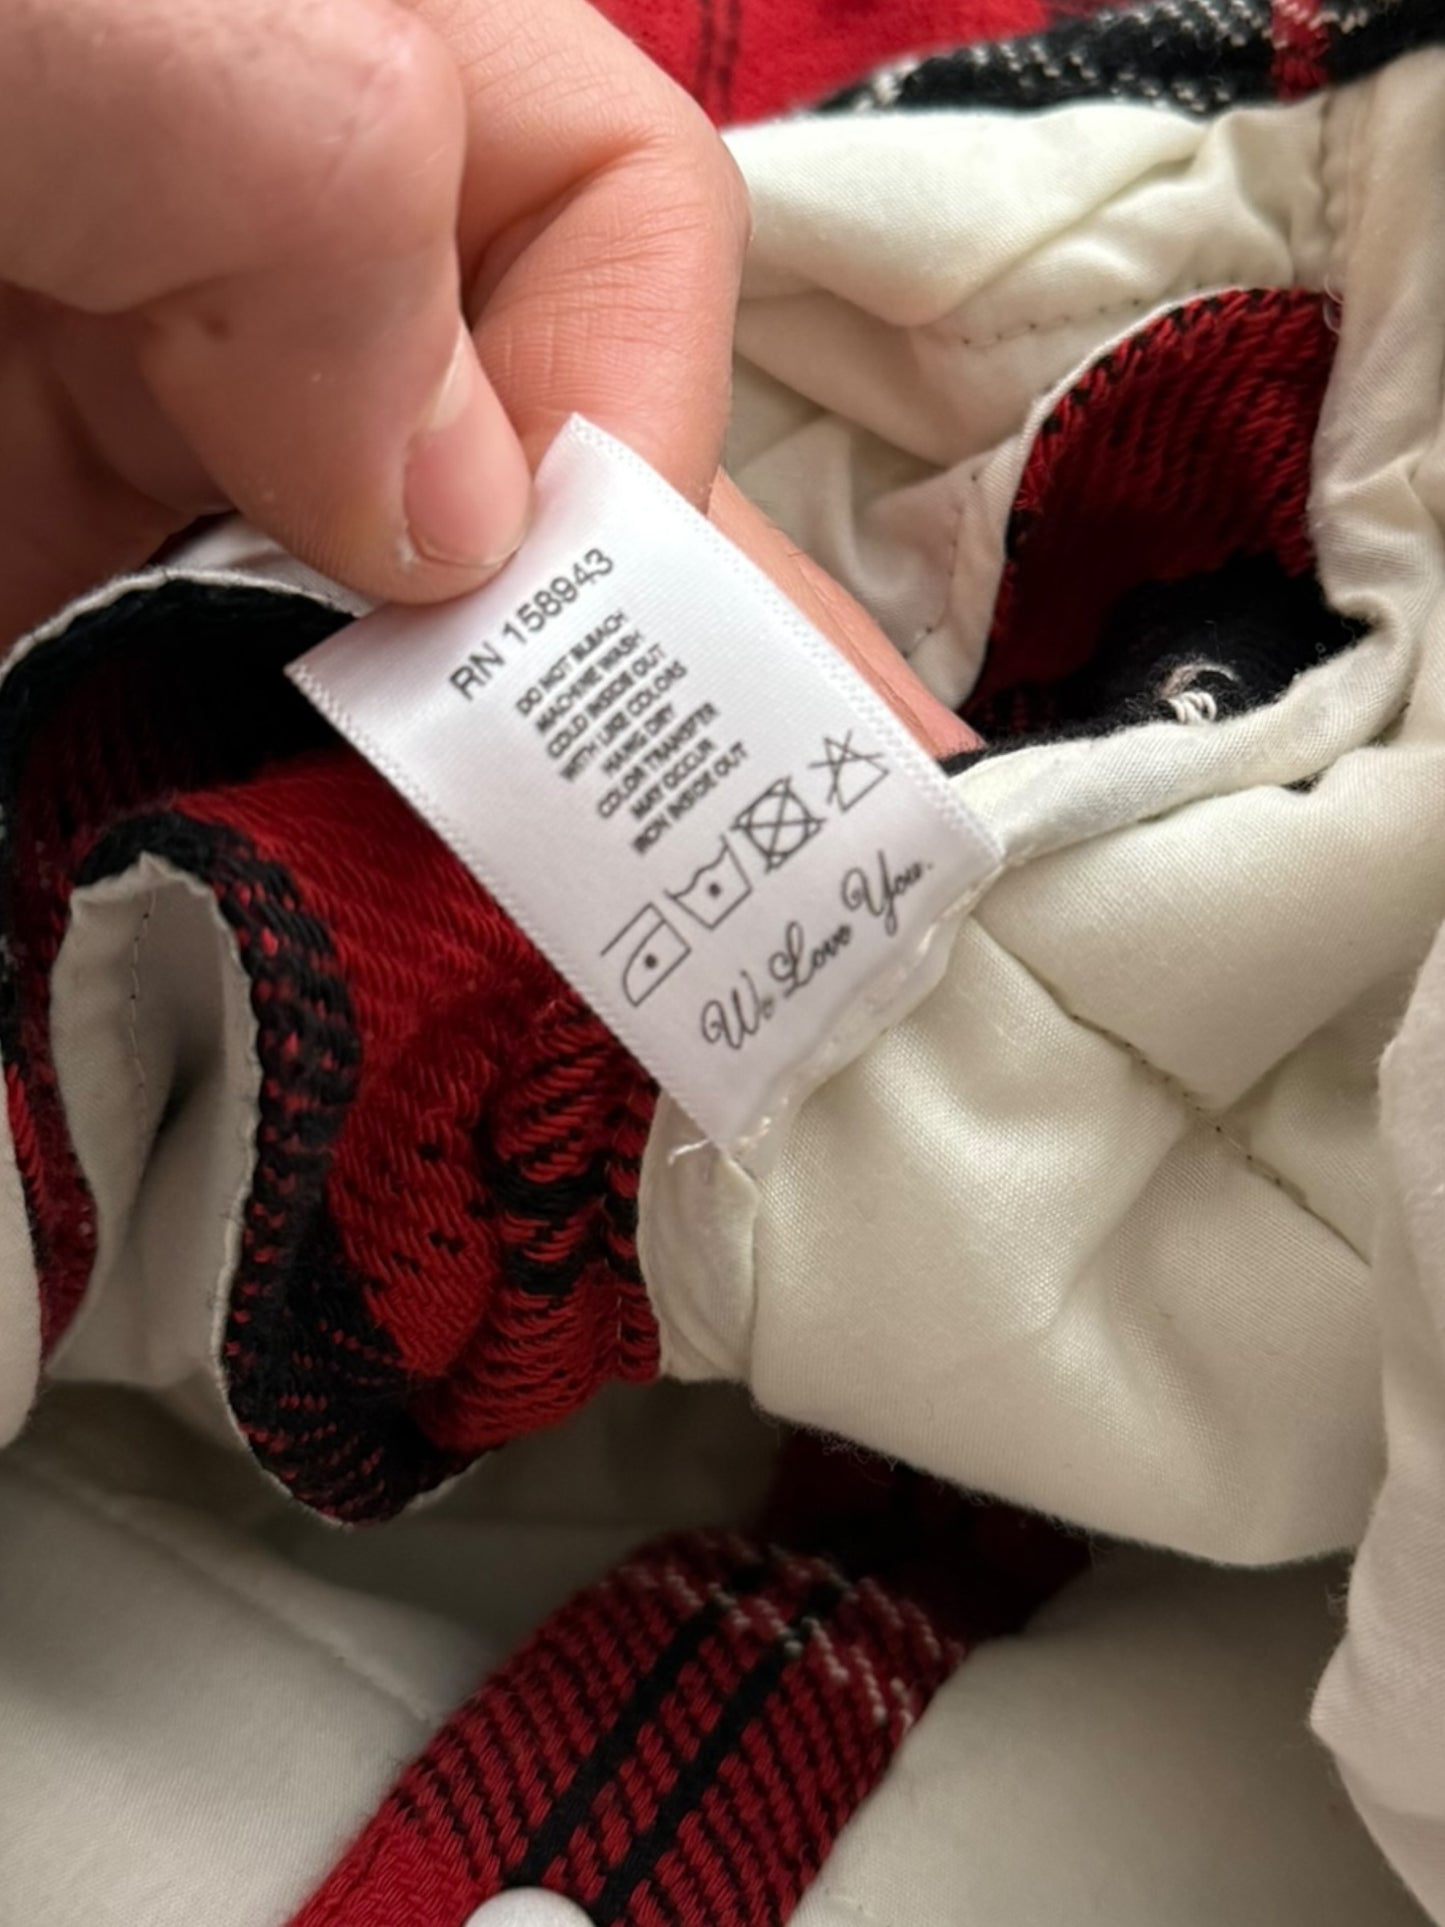 RN 158943
DO NOT BLEACH
MACHINE WASH
COLD INSIDE OUT
WITH LIKE COLORS
HANG DRY
COLOR TRANSFER
MAY OCCUR
IRON INSIDE OUT
We Love You.